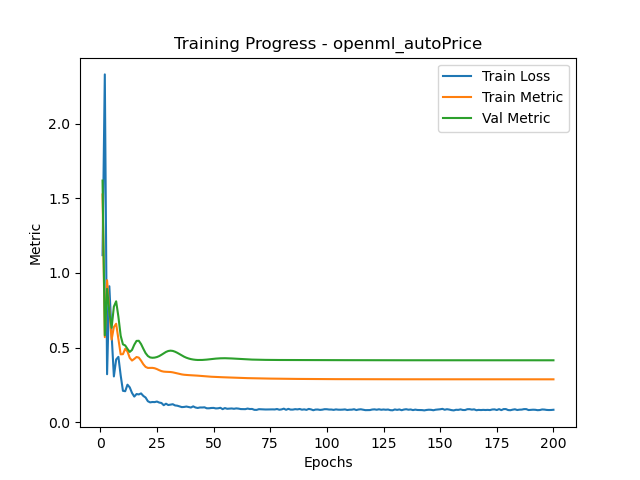 Training Progress - openml_autoPrice
Train Loss
Train Metric
Val Metric
2.0
1.5
1.0
0.5
0.0
Metric
0 25 50 75 100 125 150 175 200
Epochs